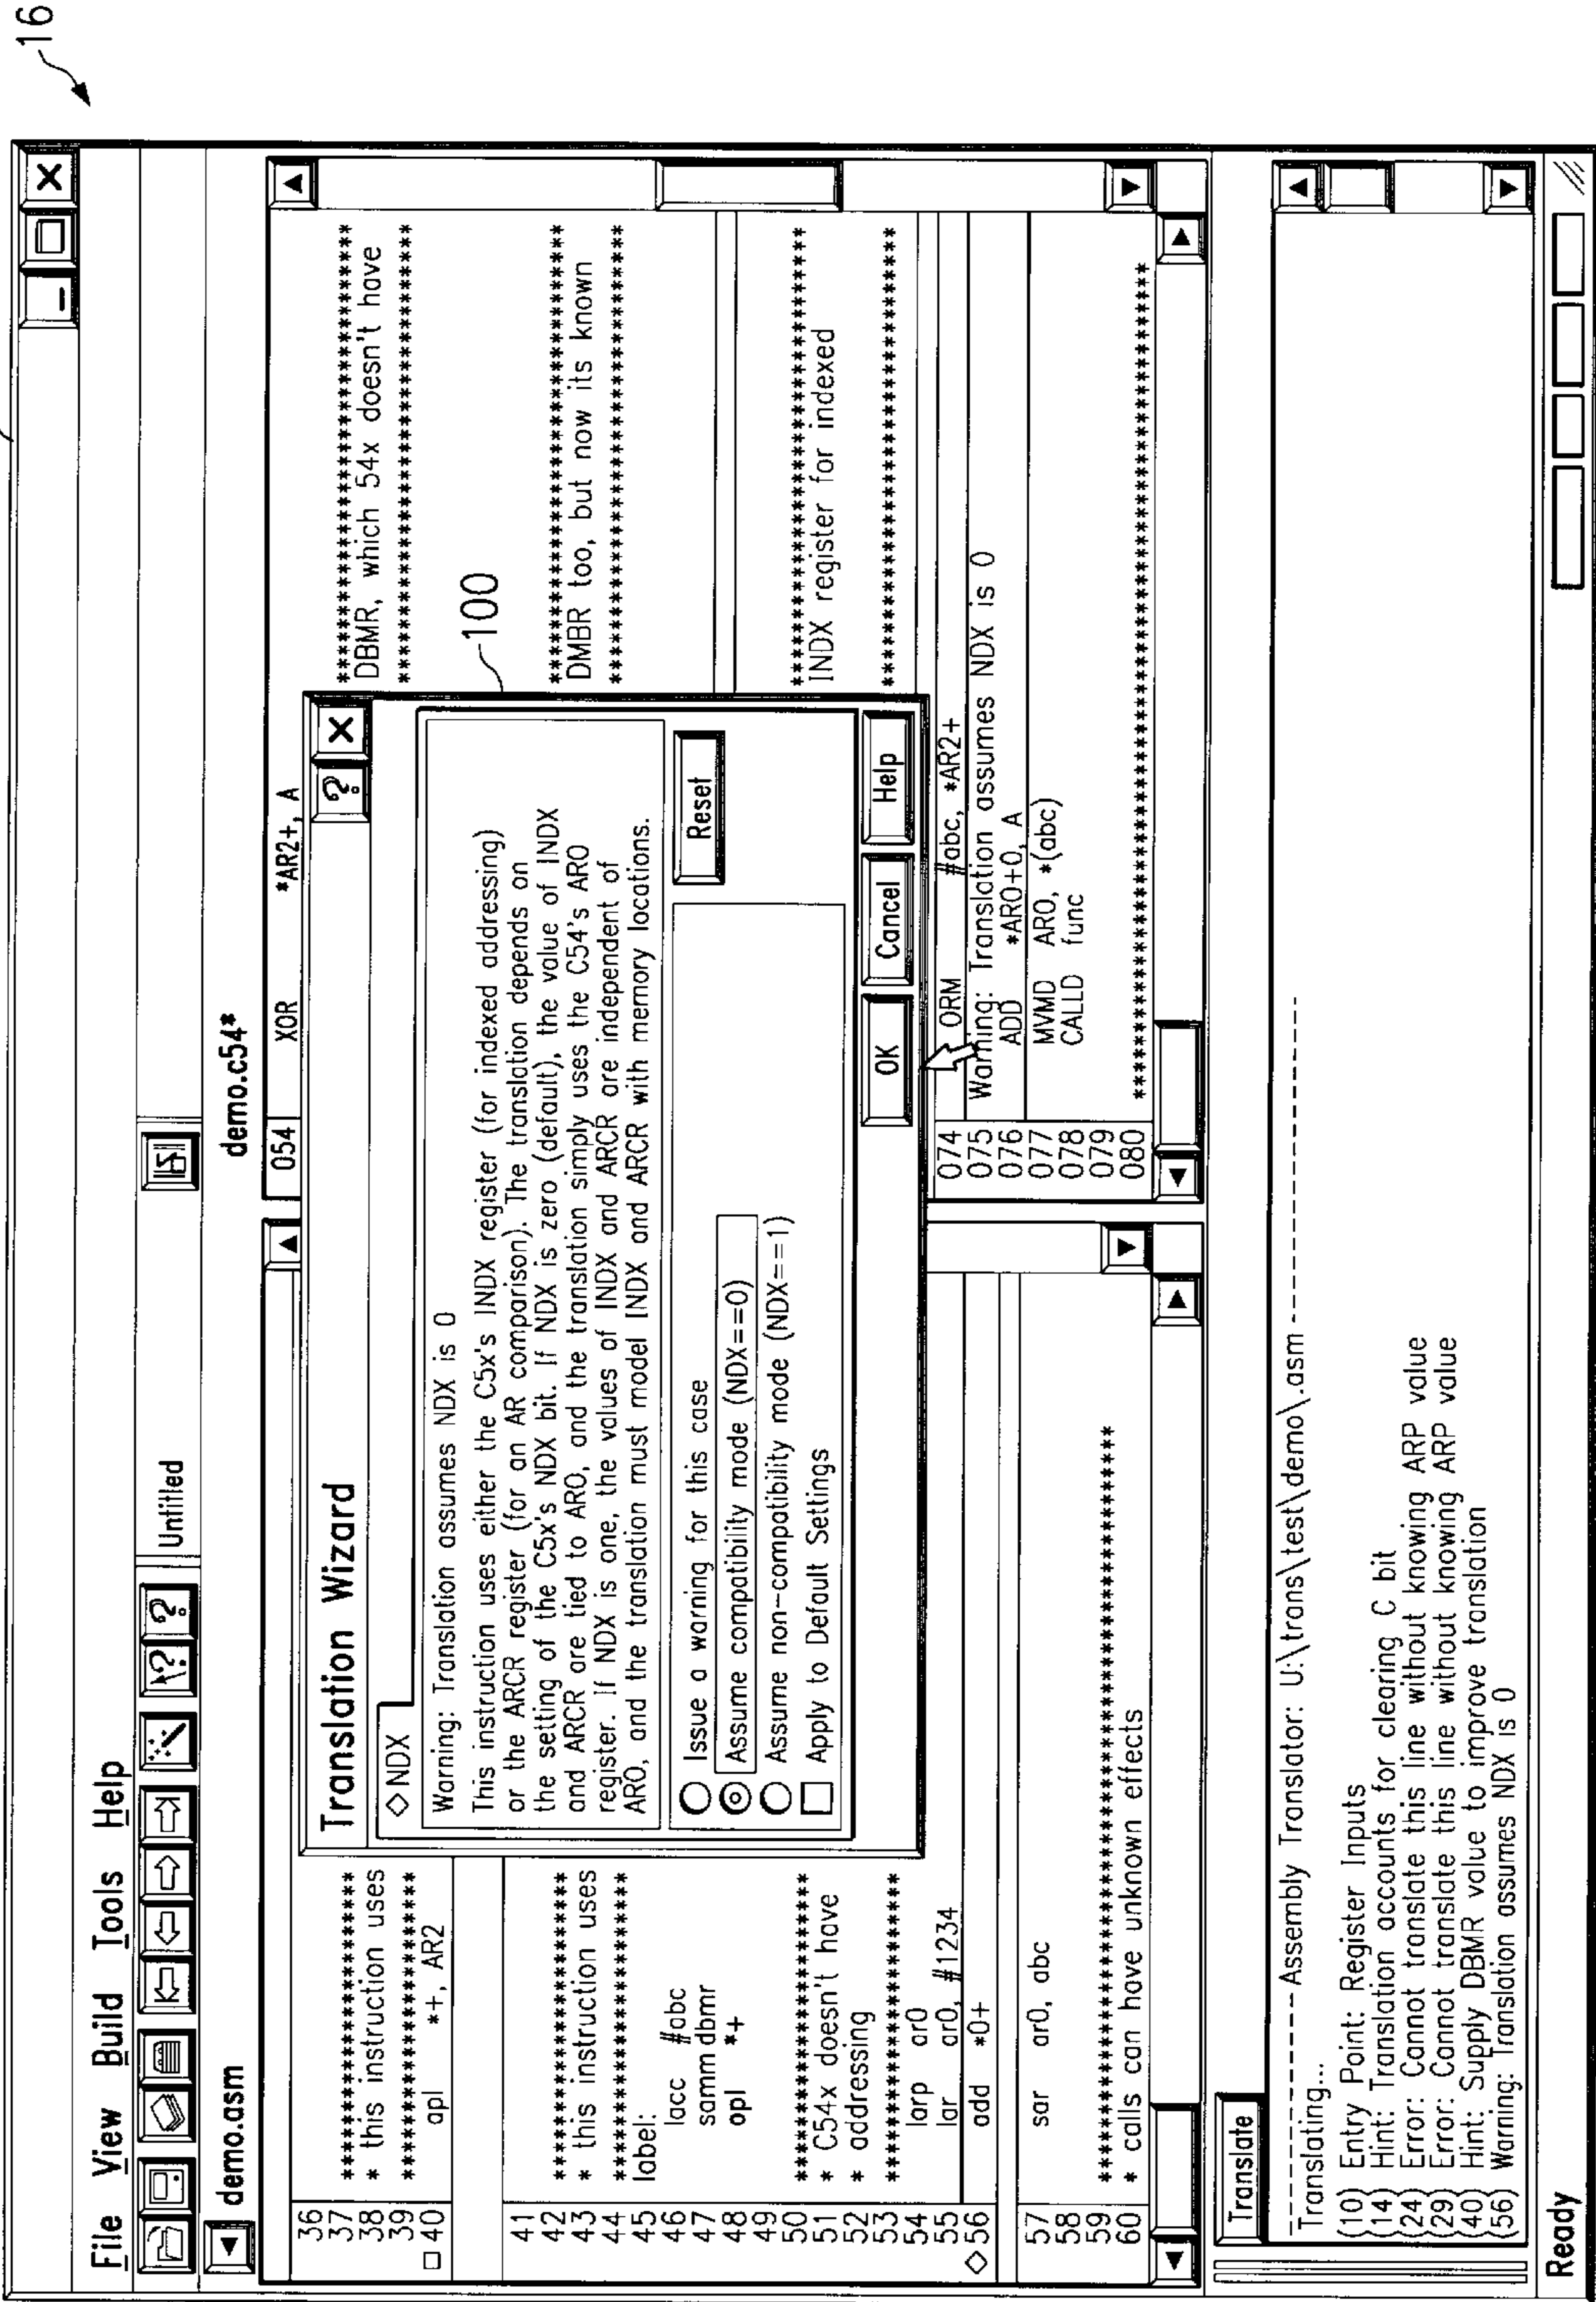 16
File View Build Tools Help
Untitled
demo.asm
demo.c54*
36
37 ******************************
38 * this instruction uses
39 ******************************
40 apl *+, AR2
41
42 ******************************
43 * this instruction uses
44 ******************************
45 label:
46 lacc #abc
47 samm dbmr
48 opl *+
49
50 ******************************
51 * C54x doesn't have
52 * addressing
53 ******************************
54 larp ar0
55 lar ar0, #1234
56 add *0+
57 sar ar0, abc
58
59 ******************************
60 * calls can have unknown effects
054 XOR *AR2+, A
******************************
DBMR, which 54x doesn't have
******************************
******************************
DMBR too, but now its known
******************************
******************************
INDX register for indexed
******************************
074 ORM #abc, *AR2+
075 Warning: Translation assumes NDX is 0
076 ADD *AR0+0, A
077 MVMD AR0, *(abc)
078 CALLD func
079
080 ******************************
100
Translation Wizard
? X
NDX
Warning: Translation assumes NDX is 0
This instruction uses either the C5x's INDX register (for indexed addressing)
or the ARCR register (for an AR comparison). The translation depends on
the setting of the C5x's NDX bit. If NDX is zero (default), the value of INDX
and ARCR are tied to AR0, and the translation simply uses the C54's AR0
register. If NDX is one, the values of INDX and ARCR are independent of
AR0, and the translation must model INDX and ARCR with memory locations.
Issue a warning for this case
Assume compatibility mode (NDX==0)
Assume non-compatibility mode (NDX==1)
Apply to Default Settings
Reset
OK Cancel Help
Translate
------------Assembly Translator: U:\trans\test\demo\.asm------------------------
Translating...
(10) Entry Point: Register Inputs
(14) Hint: Translation accounts for clearing C bit
(24) Error: Cannot translate this line without knowing ARP value
(29) Error: Cannot translate this line without knowing ARP value
(40) Hint: Supply DBMR value to improve translation
(56) Warning: Translation assumes NDX is 0
Ready